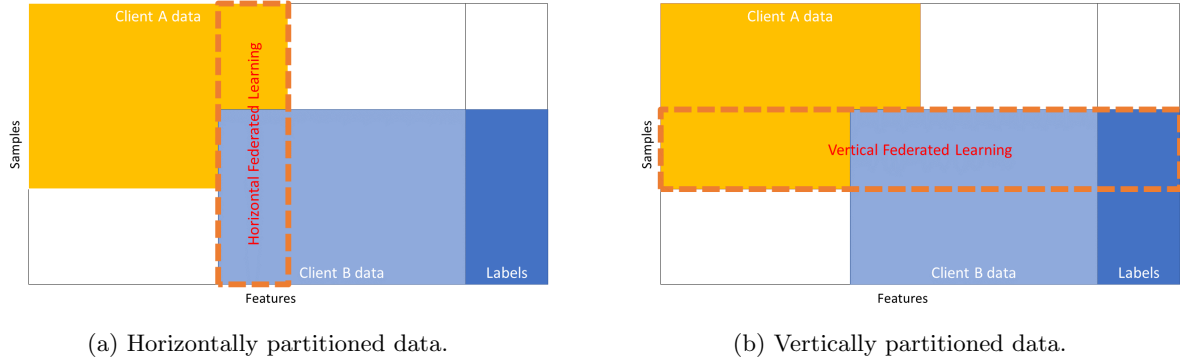 Client A data
Horizontal Federated Learning
Samples
Client B data
Labels
Features
(a) Horizontally partitioned data.
Client A data
Vertical Federated Learning
Samples
Client B data
Labels
Features
(b) Vertically partitioned data.